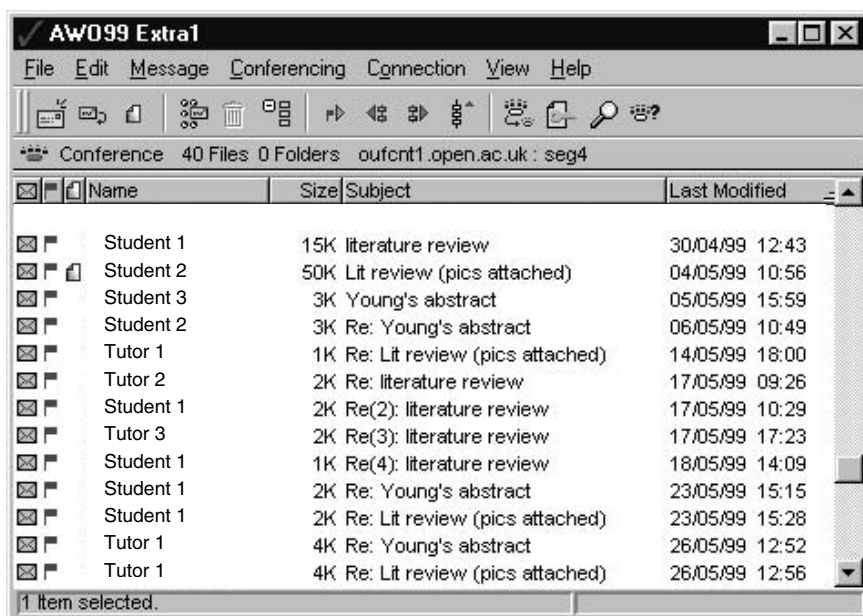 AWO99 Extra1
File Edit Message Conferencing Connection View Help
Conference 40 Files 0 Folders oufcnt1.open.ac.uk : seg4
Name Size Subject Last Modified
Student 1 15K literature review 30/04/99 12:43
Student 2 50K Lit review (pics attached) 04/05/99 10:56
Student 3 3K Young's abstract 05/05/99 15:59
Student 2 3K Re: Young's abstract 06/05/99 10:49
Tutor 1 1K Re: Lit review (pics attached) 14/05/99 18:00
Tutor 2 2K Re: literature review 17/05/99 09:26
Student 1 2K Re(2): literature review 17/05/99 10:29
Tutor 3 2K Re(3): literature review 17/05/99 17:23
Student 1 1K Re(4): literature review 18/05/99 14:09
Student 1 2K Re: Young's abstract 23/05/99 15:15
Student 1 2K Re: Lit review (pics attached) 23/05/99 15:28
Tutor 1 4K Re: Young's abstract 26/05/99 12:52
Tutor 1 4K Re: Lit review (pics attached) 26/05/99 12:56
1 Item selected.